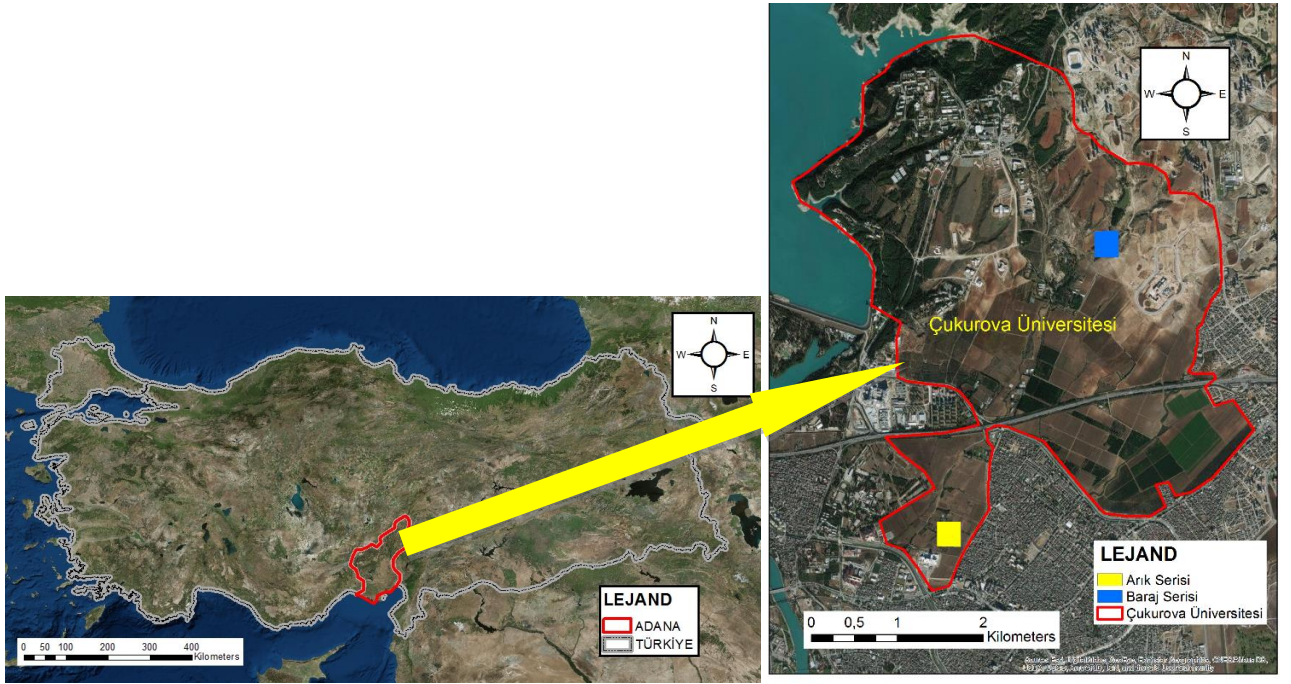 N
W E
S
LEJAND
ADANA
TÜRKİYE
0 50 100 200 300 400
Kilometers
N
W E
S
Çukurova Üniversitesi
LEJAND
Arık Serisi
Baraj Serisi
Çukurova Üniversitesi
0 0,5 1 2
Kilometers